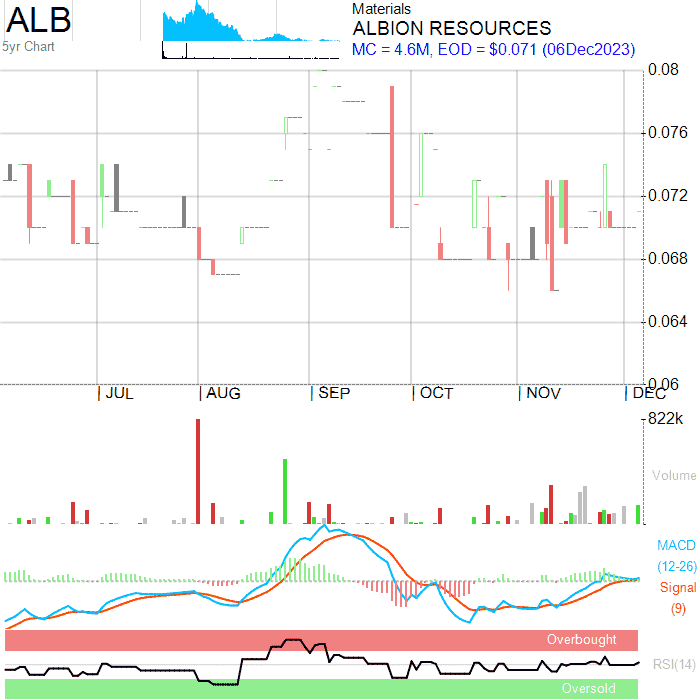 ALB
5yr Chart
Materials
ALBION RESOURCES
MC = 4.6M, EOD = $0.071 (06Dec2023)
0.08
0.076
0.072
0.068
0.064
0.06
JUL
AUG
SEP
OCT
NOV
DEC
822k
Volume
MACD
(12-26)
Signal
(9)
Overbought
RSI(14)
Oversold